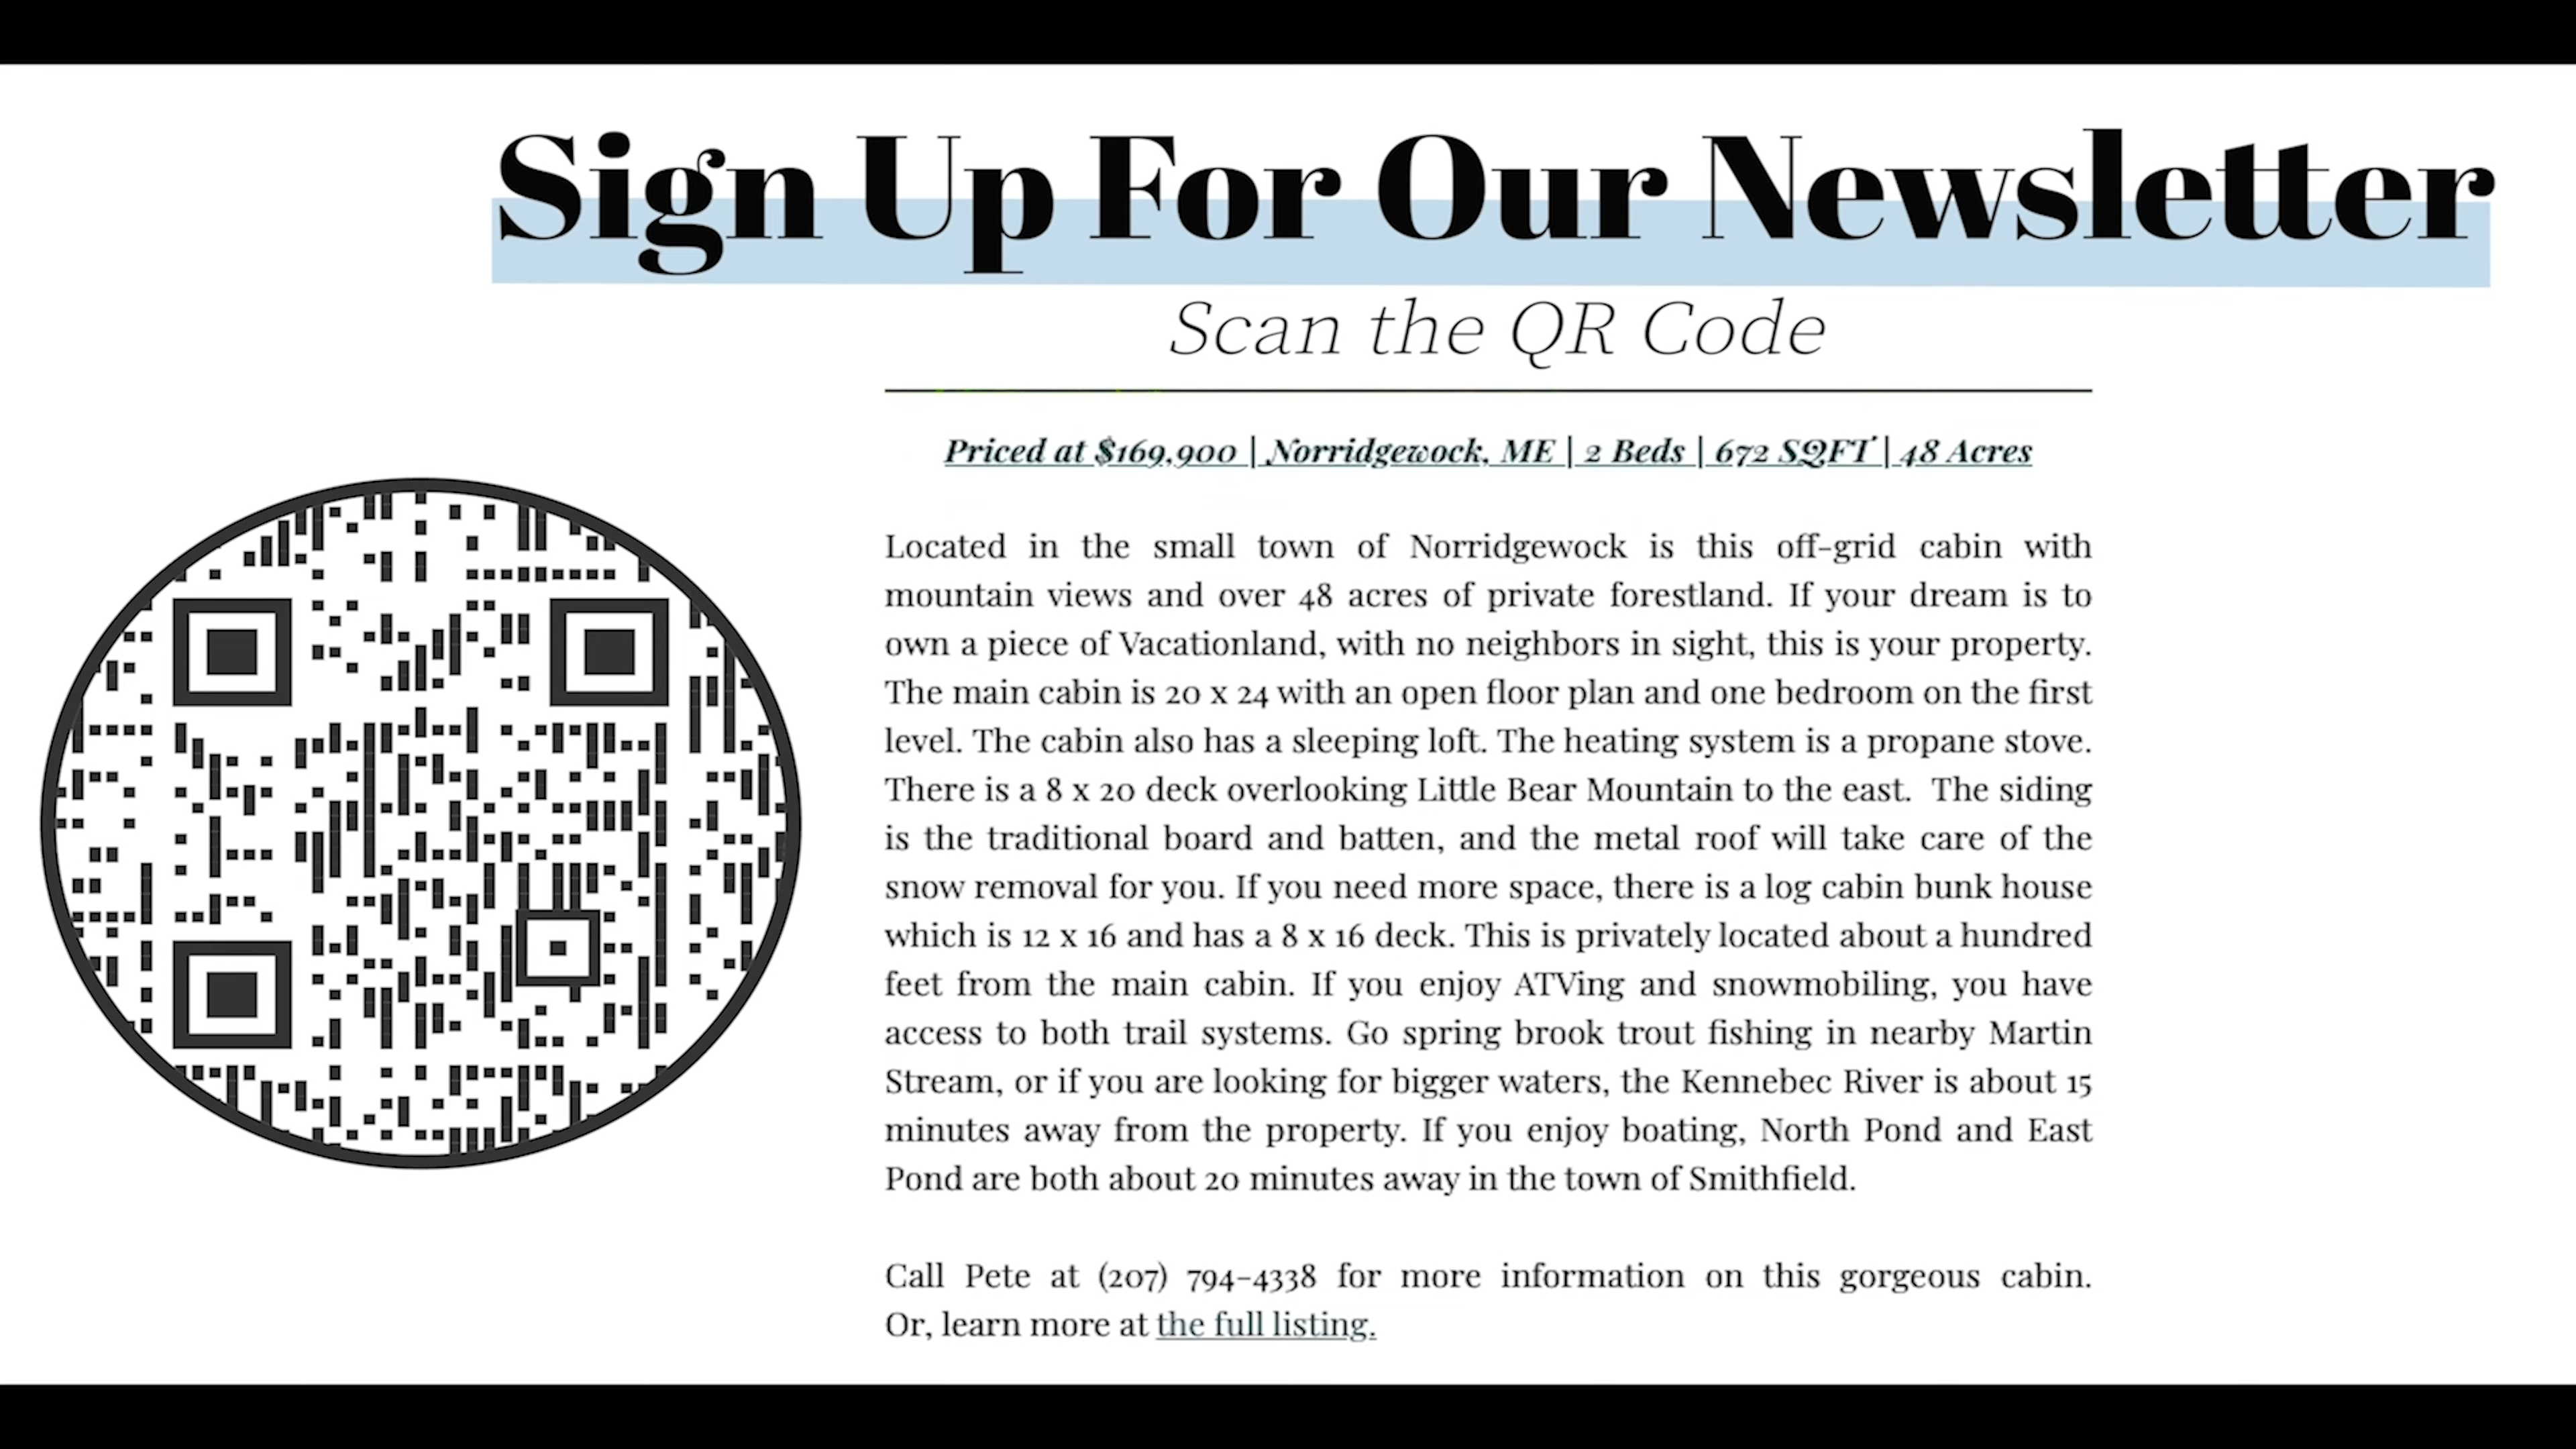 Sign Up For Our Newsletter
Scan the QR Code
Priced at $169,900 | Norridgewock, ME | 2 Beds | 672 SQFT | 48 Acres
Located in the small town of Norridgewock is this off-grid cabin with
mountain views and over 48 acres of private forestland. If your dream is to
own a piece of Vacationland, with no neighbors in sight, this is your property.
The main cabin is 20 x 24 with an open floor plan and one bedroom on the first
level. The cabin also has a sleeping loft. The heating system is a propane stove.
There is a 8 x 20 deck overlooking Little Bear Mountain to the east.  The siding
is the traditional board and batten, and the metal roof will take care of the
snow removal for you. If you need more space, there is a log cabin bunk house
which is 12 x 16 and has a 8 x 16 deck. This is privately located about a hundred
feet from the main cabin. If you enjoy ATVing and snowmobiling, you have
access to both trail systems. Go spring brook trout fishing in nearby Martin
Stream, or if you are looking for bigger waters, the Kennebec River is about 15
minutes away from the property. If you enjoy boating, North Pond and East
Pond are both about 20 minutes away in the town of Smithfield.
Call Pete at (207) 794-4338 for more information on this gorgeous cabin.
Or, learn more at the full listing.